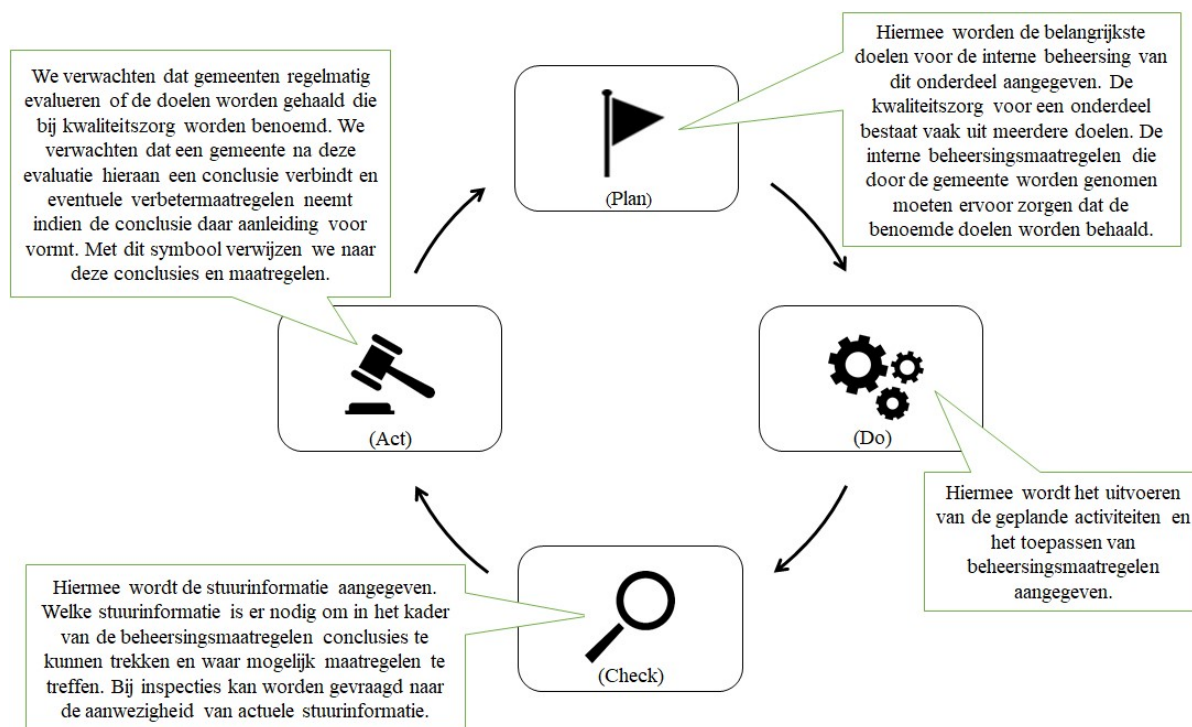 We verwachten dat gemeenten regelmatig
evalueren of de doelen worden gehaald die
bij kwaliteitszorg worden benoemd. We
verwachten dat een gemeente na deze
evaluatie hieraan een conclusie verbindt en
eventuele verbetermaatregelen neemt
indien de conclusie daar aanleiding voor
vormt. Met dit symbool verwijzen we naar
deze conclusies en maatregelen.
(Plan)
Hiermee worden de belangrijkste
doelen voor de interne beheersing van
dit onderdeel aangegeven. De
kwaliteitszorg voor een onderdeel
bestaat vaak uit meerdere doelen. De
interne beheersingsmaatregelen die
door de gemeente worden genomen
moeten ervoor zorgen dat de
benoemde doelen worden behaald.
(Act)
(Do)
Hiermee wordt het uitvoeren
van de geplande activiteiten en
het toepassen van
beheersingsmaatregelen
aangegeven.
Hiermee wordt de stuurinformatie aangegeven.
Welke stuurinformatie is er nodig om in het kader
van de beheersingsmaatregelen conclusies te
kunnen trekken en waar mogelijk maatregelen te
treffen. Bij inspecties kan worden gevraagd naar
de aanwezigheid van actuele stuurinformatie.
(Check)